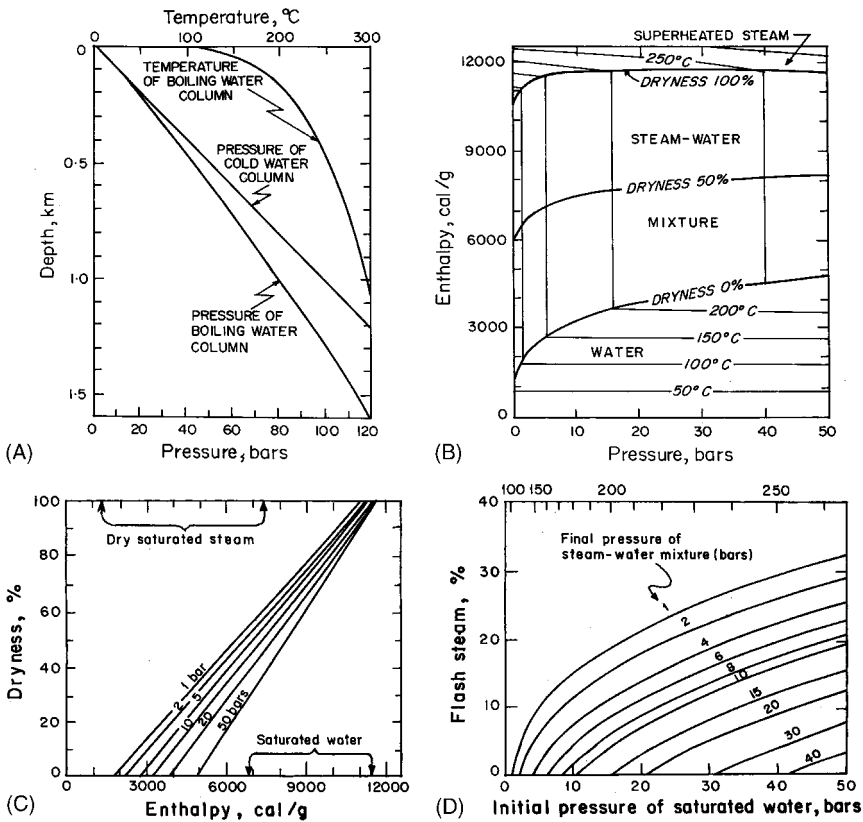 Temperature, °C
0 100 200 300
0
0·5
1·0
1·5
Depth, km
TEMPERATURE
OF BOILING WATER
COLUMN
PRESSURE OF
COLD WATER
COLUMN
PRESSURE OF
BOILING WATER
COLUMN
0 20 40 60 80 100 120
Pressure, bars
(A)
SUPERHEATED STEAM
12000
9000
6000
3000
0
Enthalpy, cal/g
250°C
DRYNESS 100%
STEAM-WATER
DRYNESS 50%
MIXTURE
DRYNESS 0%
200°C
150°C
WATER
100°C
50°C
0 10 20 30 40 50
Pressure, bars
(B)
100
80
60
40
20
0
Dryness, %
Dry saturated steam
1 bar
2
5
10
20
50 bars
Saturated water
0 3000 6000 9000 12000
Enthalpy, cal/g
(C)
100 150 200 250
40
30
20
10
0
Flash steam, %
Final pressure of
steam-water mixture (bars)
1
2
4
6
8
10
15
20
30
40
0 10 20 30 40 50
Initial pressure of saturated water, bars
(D)